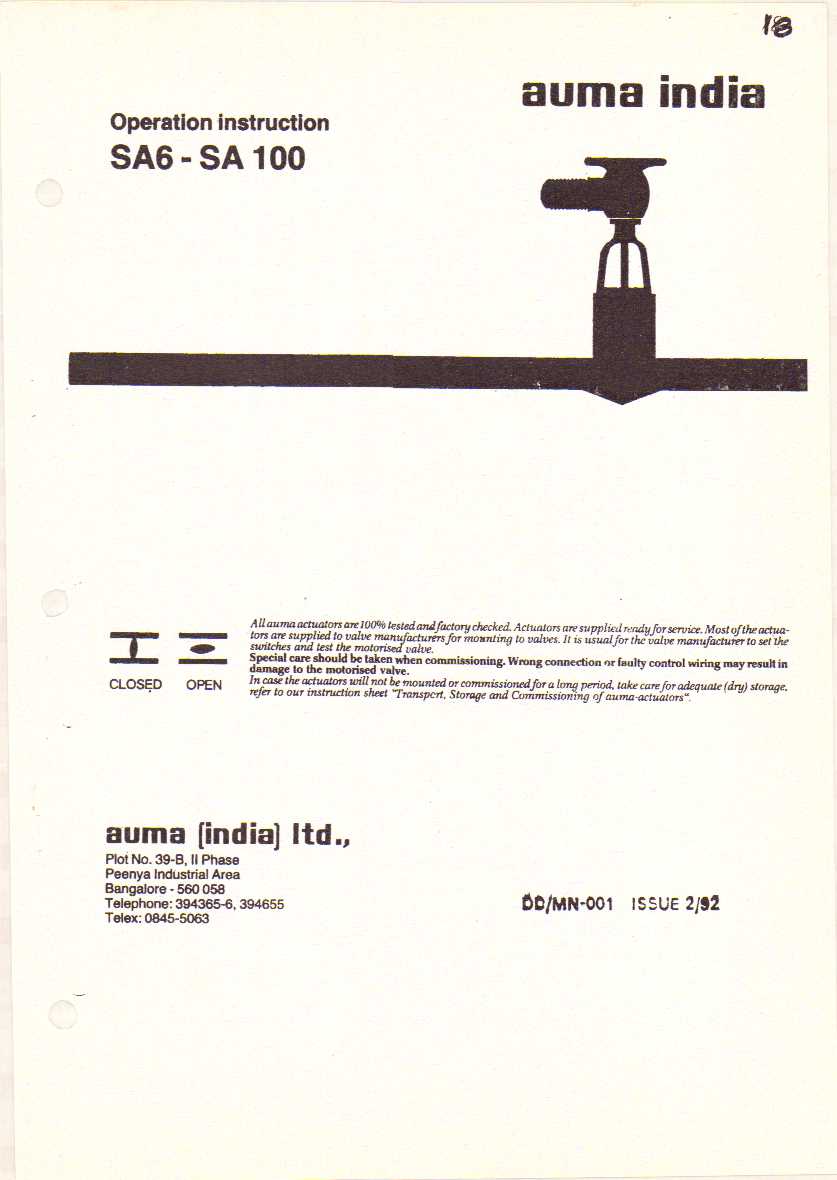 18
auma india
Operation instruction
SA6 - SA 100
All auma actuators are 100% tested and factory checked. Actuators are supplied ready for service. Most of the actua-
tors are supplied to valve manufacturers for mounting to valves. It is usual for the valve manufacturer to set the
switches and test the motorised valve.
Special care should be taken when commissioning. Wrong connection or faulty control wiring may result in
damage to the motorised valve.
In case the actuators will not be mounted or commissioned for a long period, take care for adequate (dry) storage,
refer to our instruction sheet "Transport, Storage and Commissioning of auma-actuators".
CLOSED OPEN
auma (india) ltd.,
Plot No. 39-B, II Phase
Peenya Industrial Area
Bangalore - 560 058
Telephone: 394365-6, 394655
Telex: 0845-5063
DD/MN-001 ISSUE 2/92